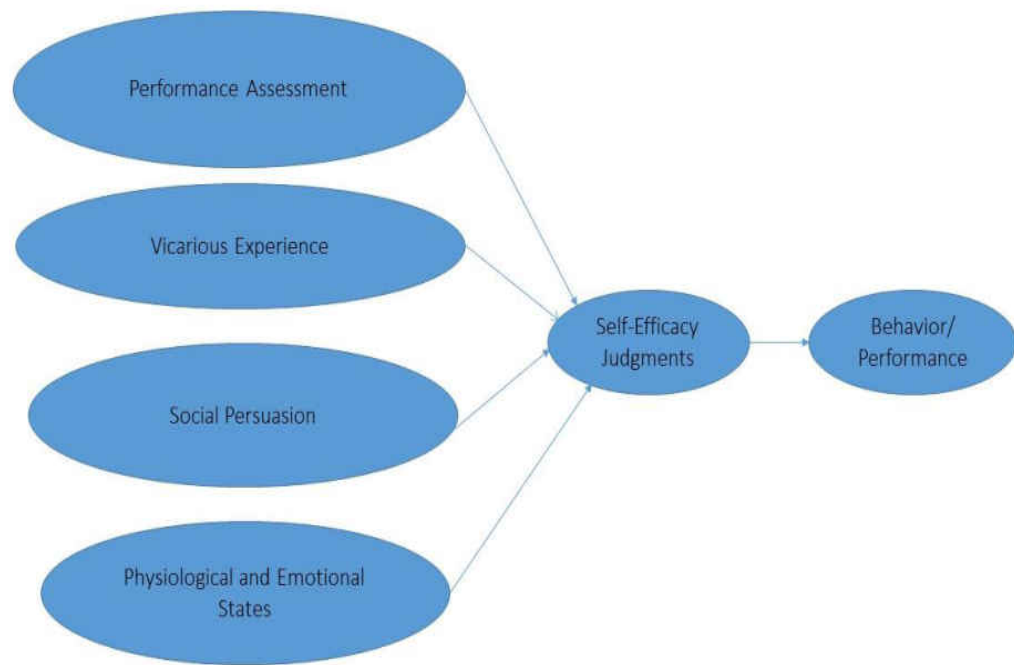 Performance Assessment
Vicarious Experience
Social Persuasion
Physiological and Emotional
States
Self-Efficacy
Judgments
Behavior/
Performance